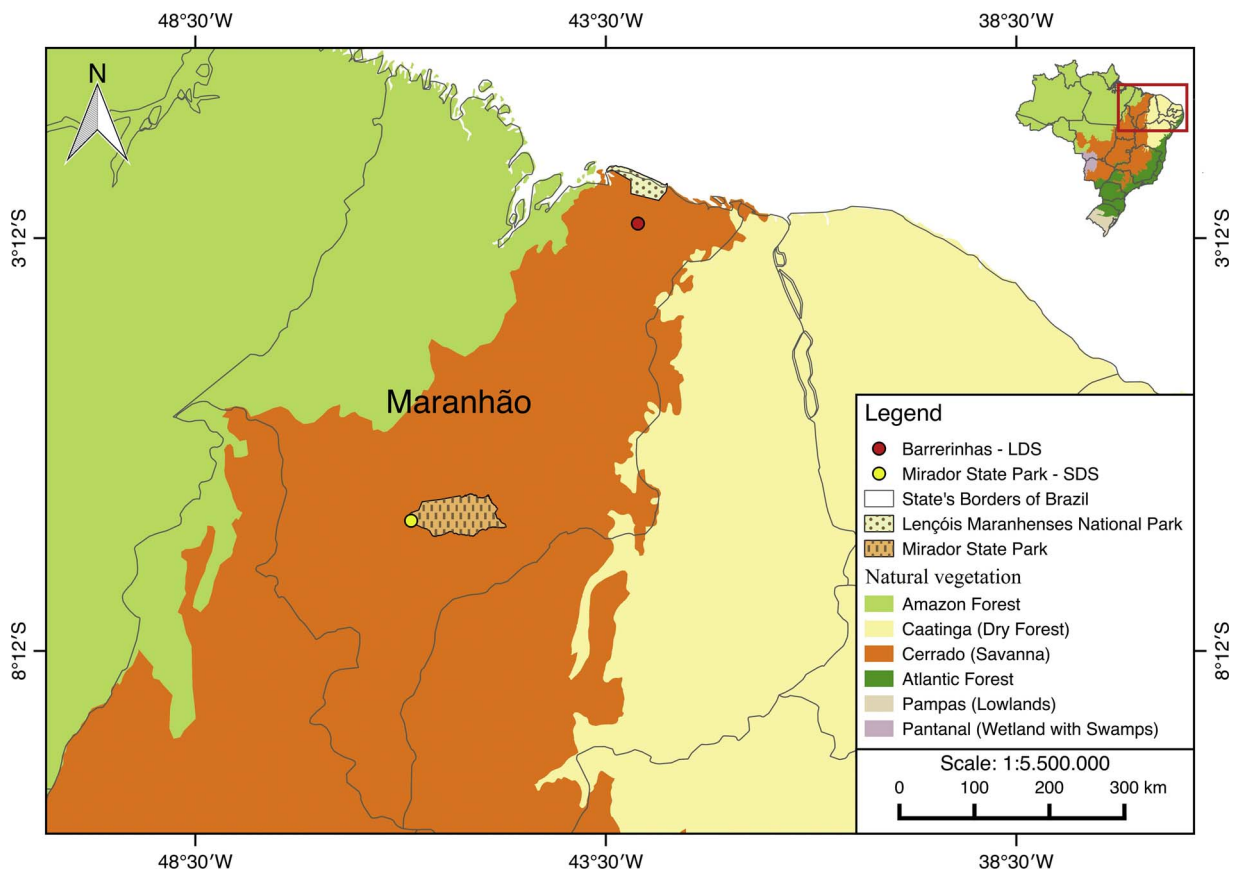 48°30′W 43°30′W 38°30′W
N
3°12′S 3°12′S
Maranhão
Legend
Barrerinhas - LDS
Mirador State Park - SDS
State's Borders of Brazil
Lençóis Maranhenses National Park
Mirador State Park
Natural vegetation
Amazon Forest
Caatinga (Dry Forest)
Cerrado (Savanna)
Atlantic Forest
Pampas (Lowlands)
Pantanal (Wetland with Swamps)
8°12′S 8°12′S
Scale: 1:5.500.000
0 100 200 300 km
48°30′W 43°30′W 38°30′W